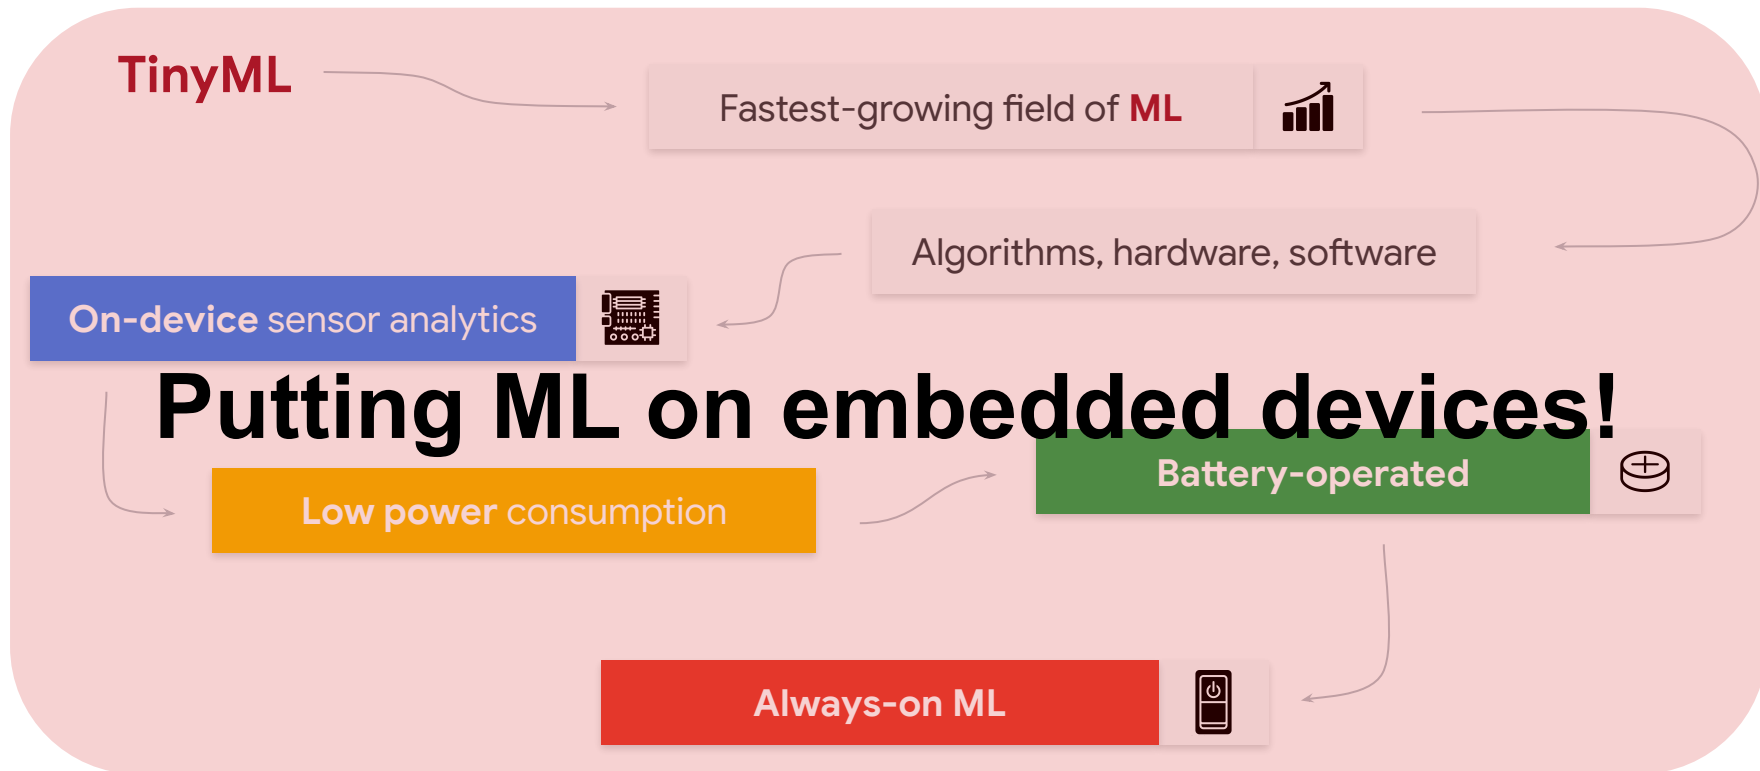 TinyML
Fastest-growing field of ML
Algorithms, hardware, software
On-device sensor analytics
Putting ML on embedded devices!
Low power consumption
Battery-operated
Always-on ML